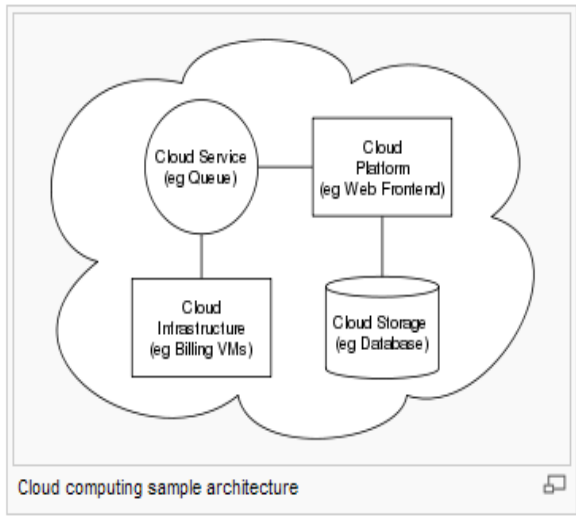 Cloud Service
(eg Queue)
Cloud
Platform
(eg Web Frontend)
Cloud
Infrastructure
(eg Billing VMs)
Cloud Storage
(eg Database)
Cloud computing sample architecture